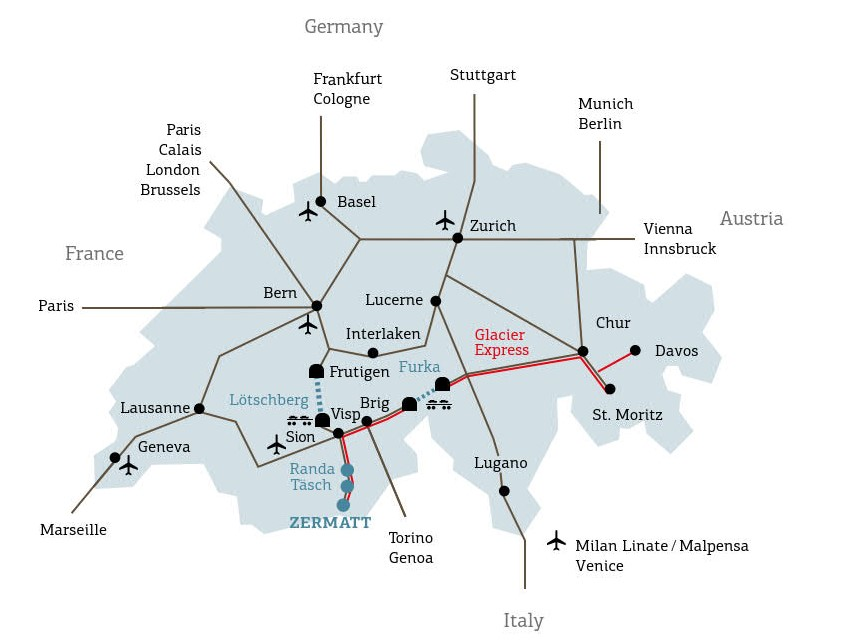 Germany
Frankfurt
Cologne
Stuttgart
Munich
Berlin
Paris
Calais
London
Brussels
Basel
Zurich
Austria
Vienna
Innsbruck
France
Bern
Lucerne
Paris
Interlaken
Glacier
Express
Chur
Davos
Frutigen
Furka
Lötschberg
Brig
Visp
Lausanne
St. Moritz
Geneva
Sion
Randa
Täsch
Lugano
ZERMATT
Marseille
Torino
Genoa
Milan Linate / Malpensa
Venice
Italy